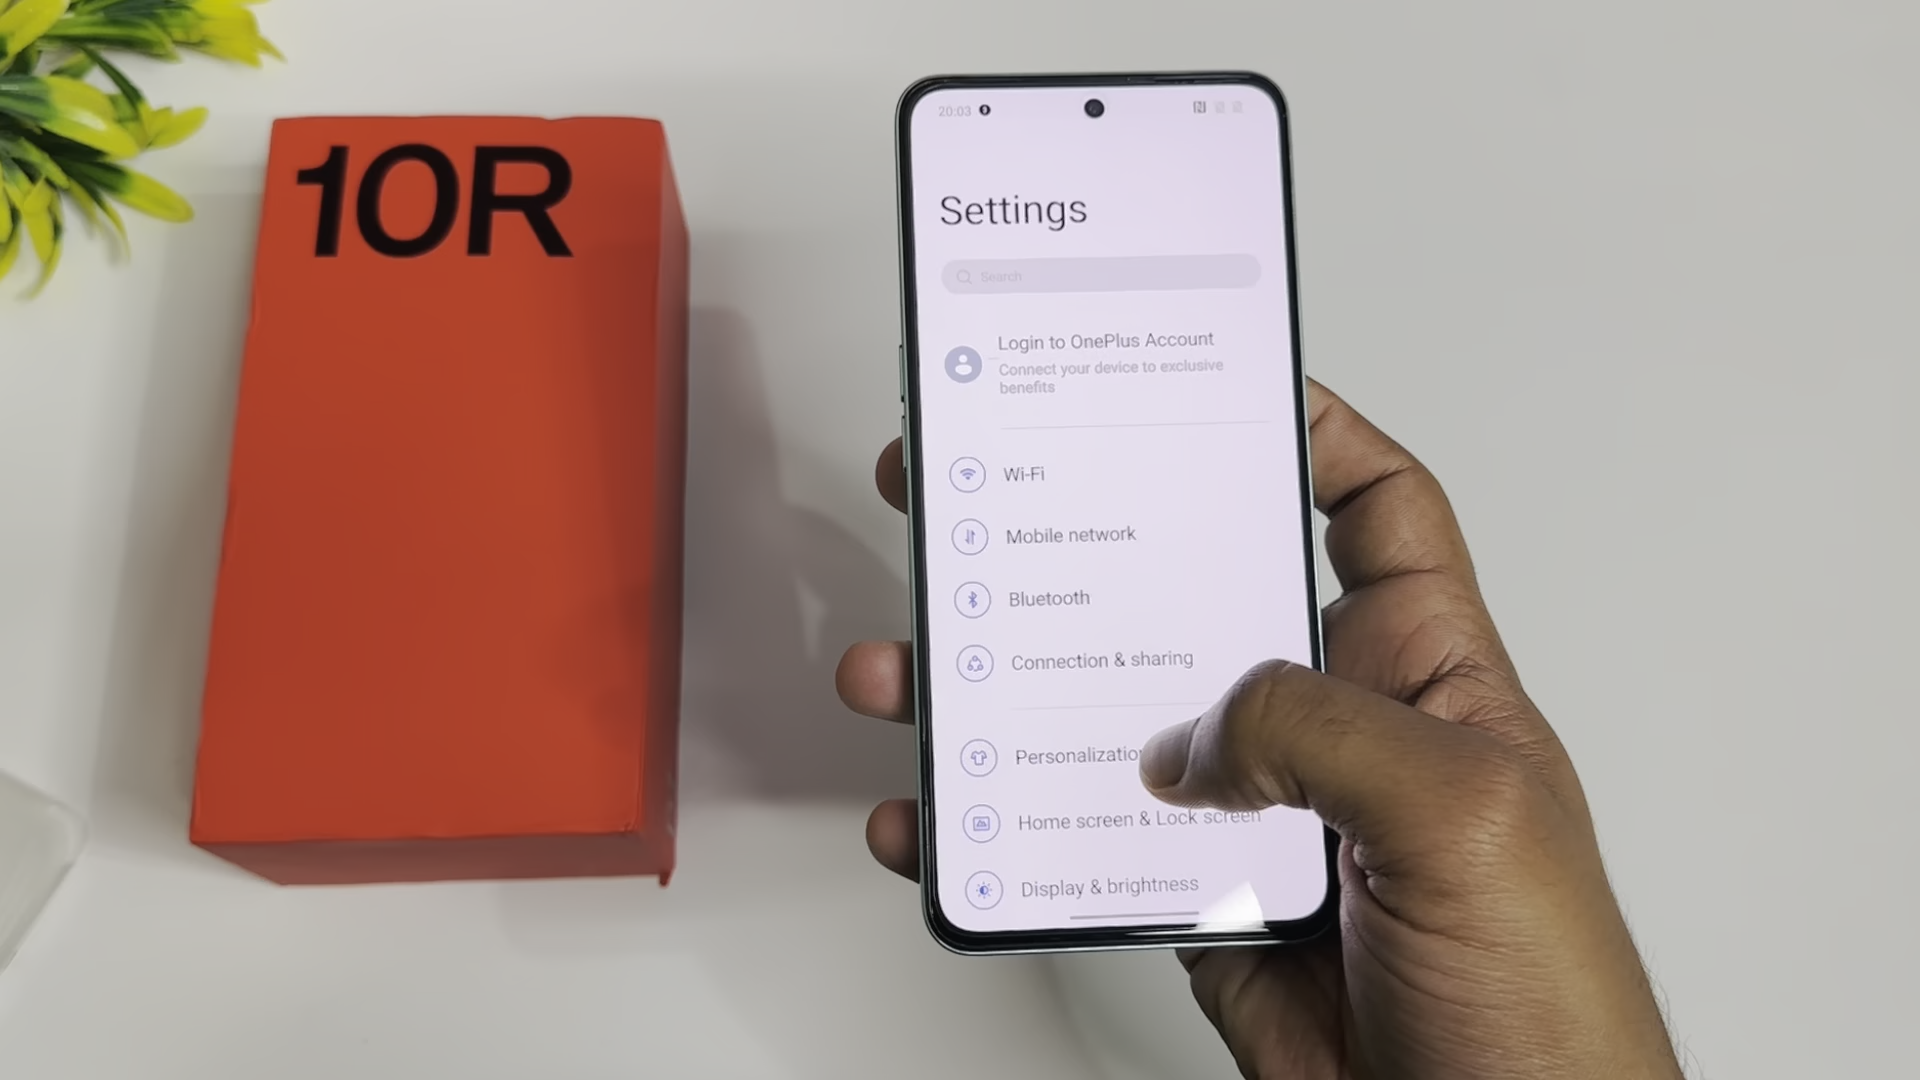 10R
20:03
Settings
Search
Login to OnePlus Account
Connect your device to exclusive
benefits
Wi-Fi
Mobile network
Bluetooth
Connection & sharing
Personalization
Home screen & Lock screen
Display & brightness